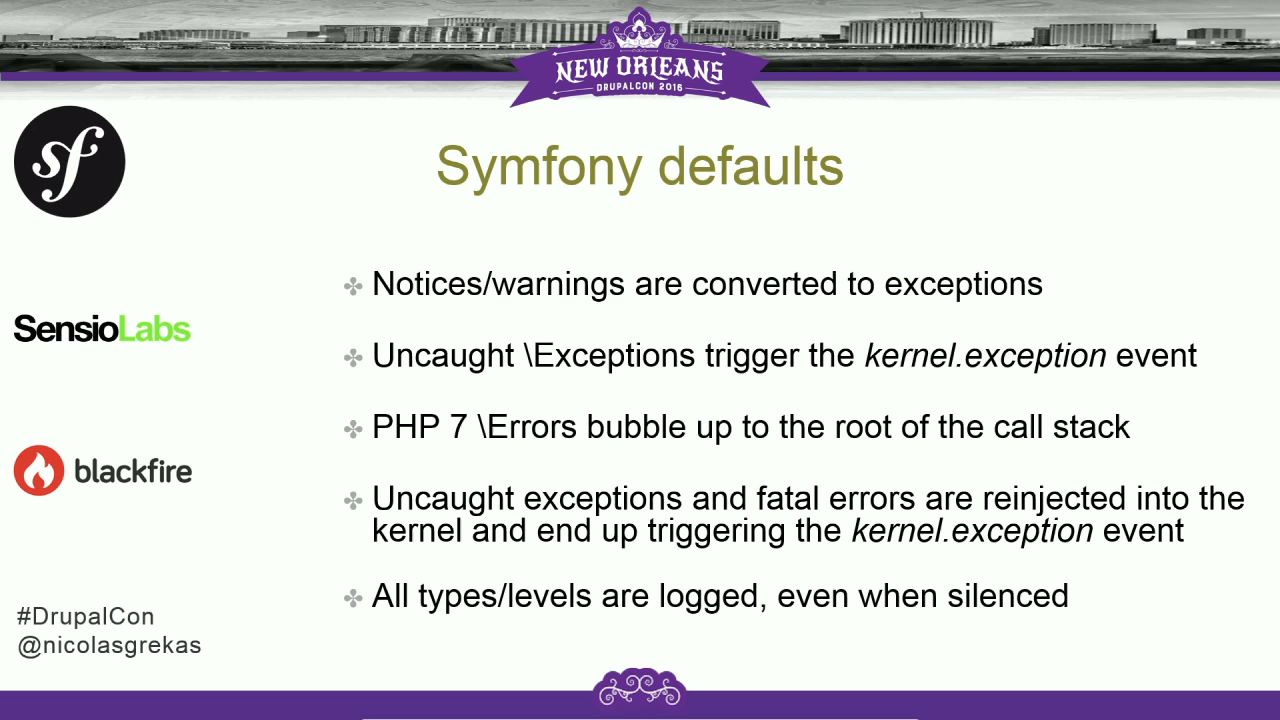 NEW ORLEANS
DRUPALCON 2016
sf
Symfony defaults
Notices/warnings are converted to exceptions
SensioLabs
Uncaught \Exceptions trigger the kernel.exception event
PHP 7 \Errors bubble up to the root of the call stack
blackfire
Uncaught exceptions and fatal errors are reinjected into the
kernel and end up triggering the kernel.exception event
All types/levels are logged, even when silenced
#DrupalCon
@nicolasgrekas